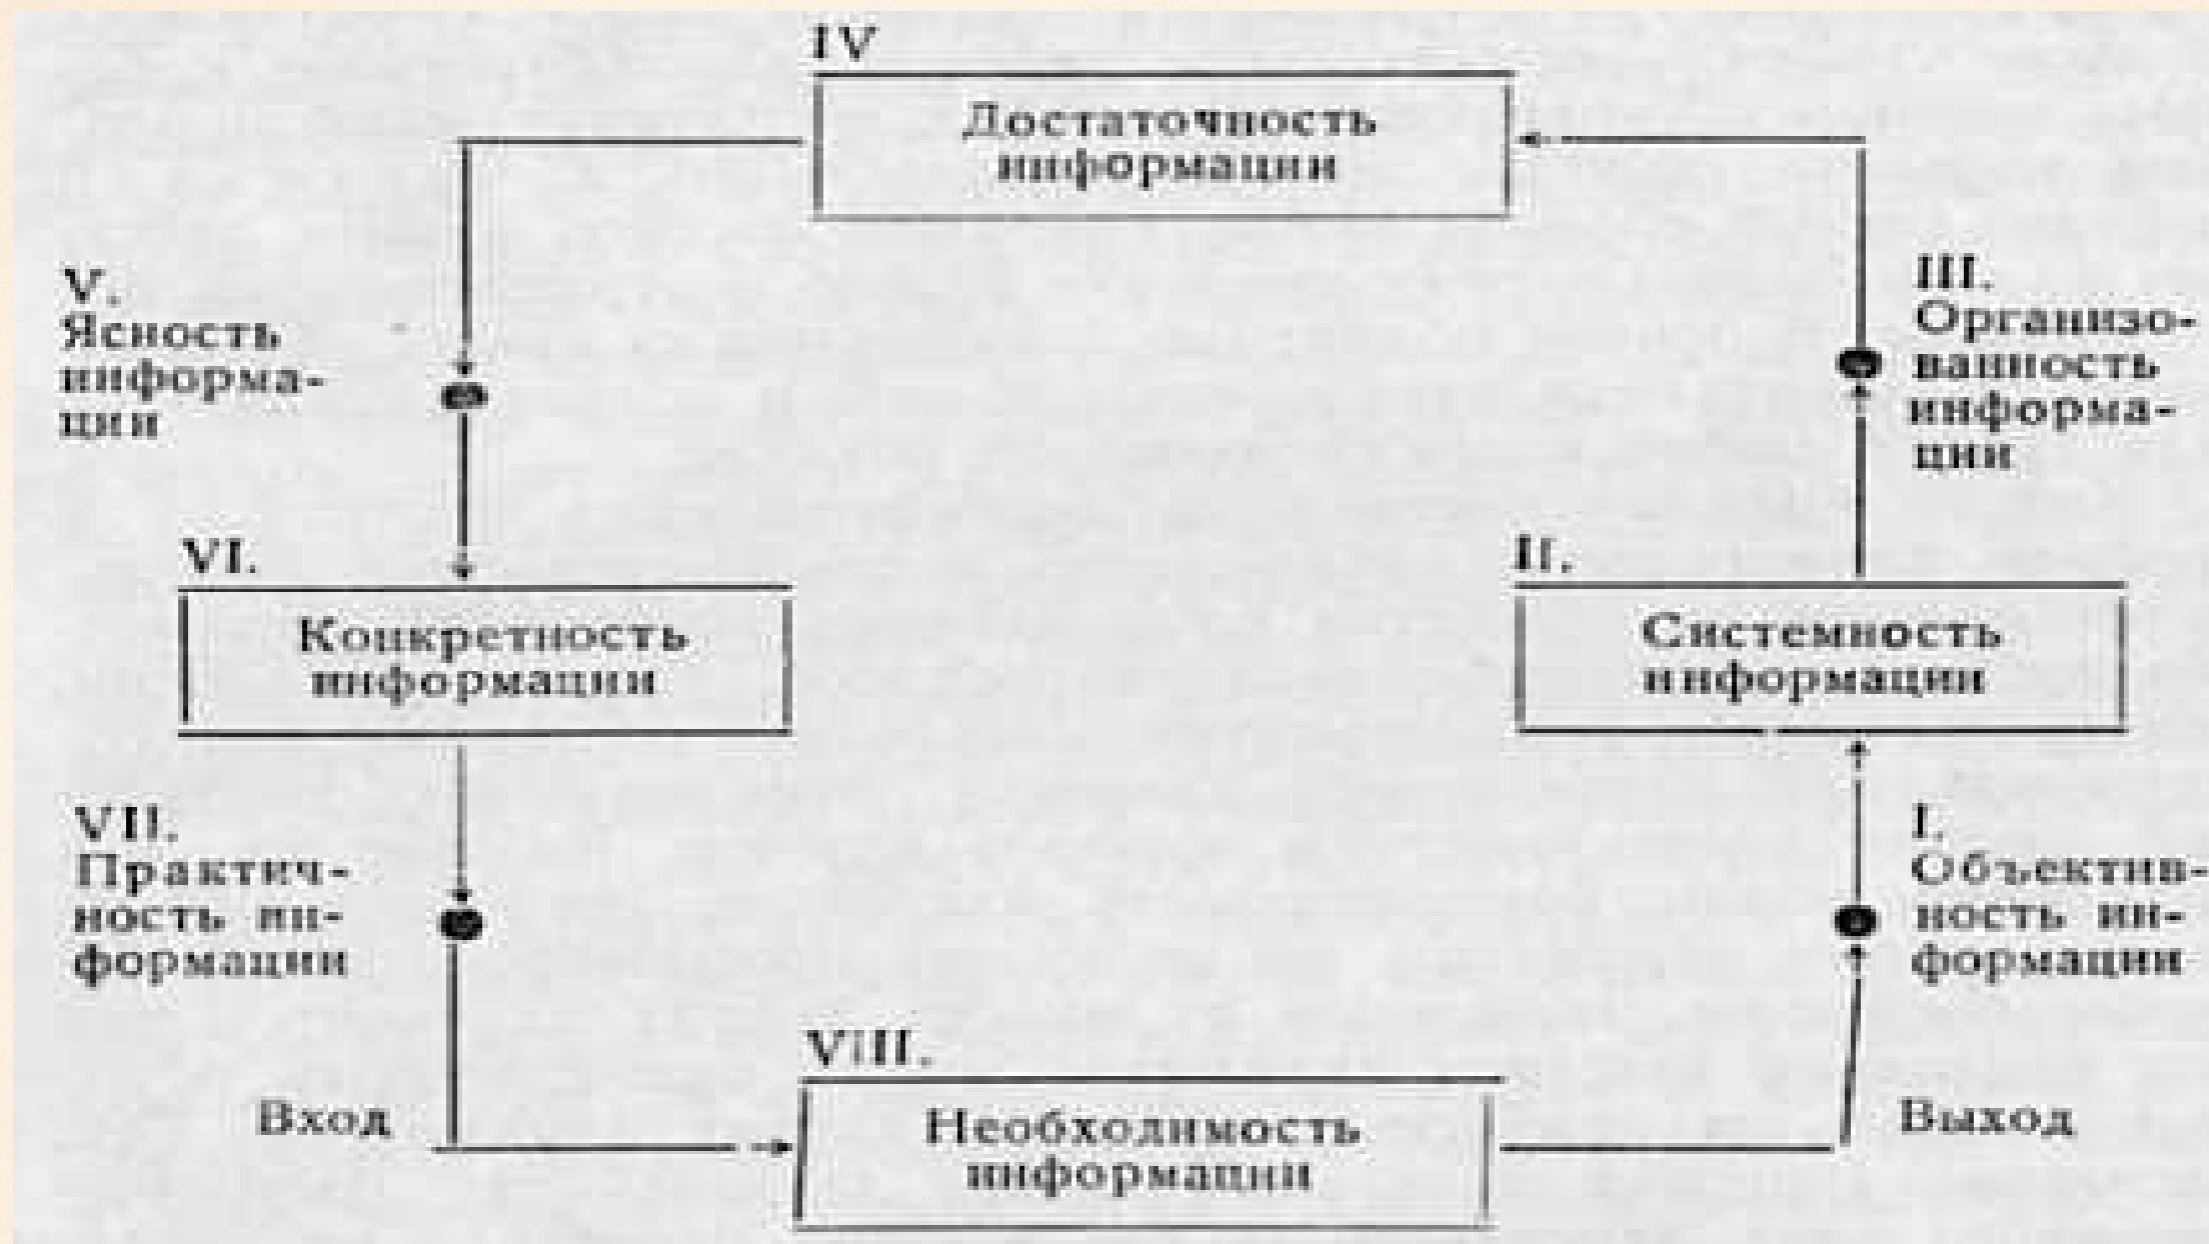 IV
Достаточность
информации
V.
Ясность
информа-
ции
III.
Организо-
ванность
информа-
ции
VI.
Конкретность
информации
II.
Системность
информации
VII.
Практич-
ность ин-
формации
I.
Объектив-
ность ин-
формации
VIII.
Необходимость
информации
Вход
Выход